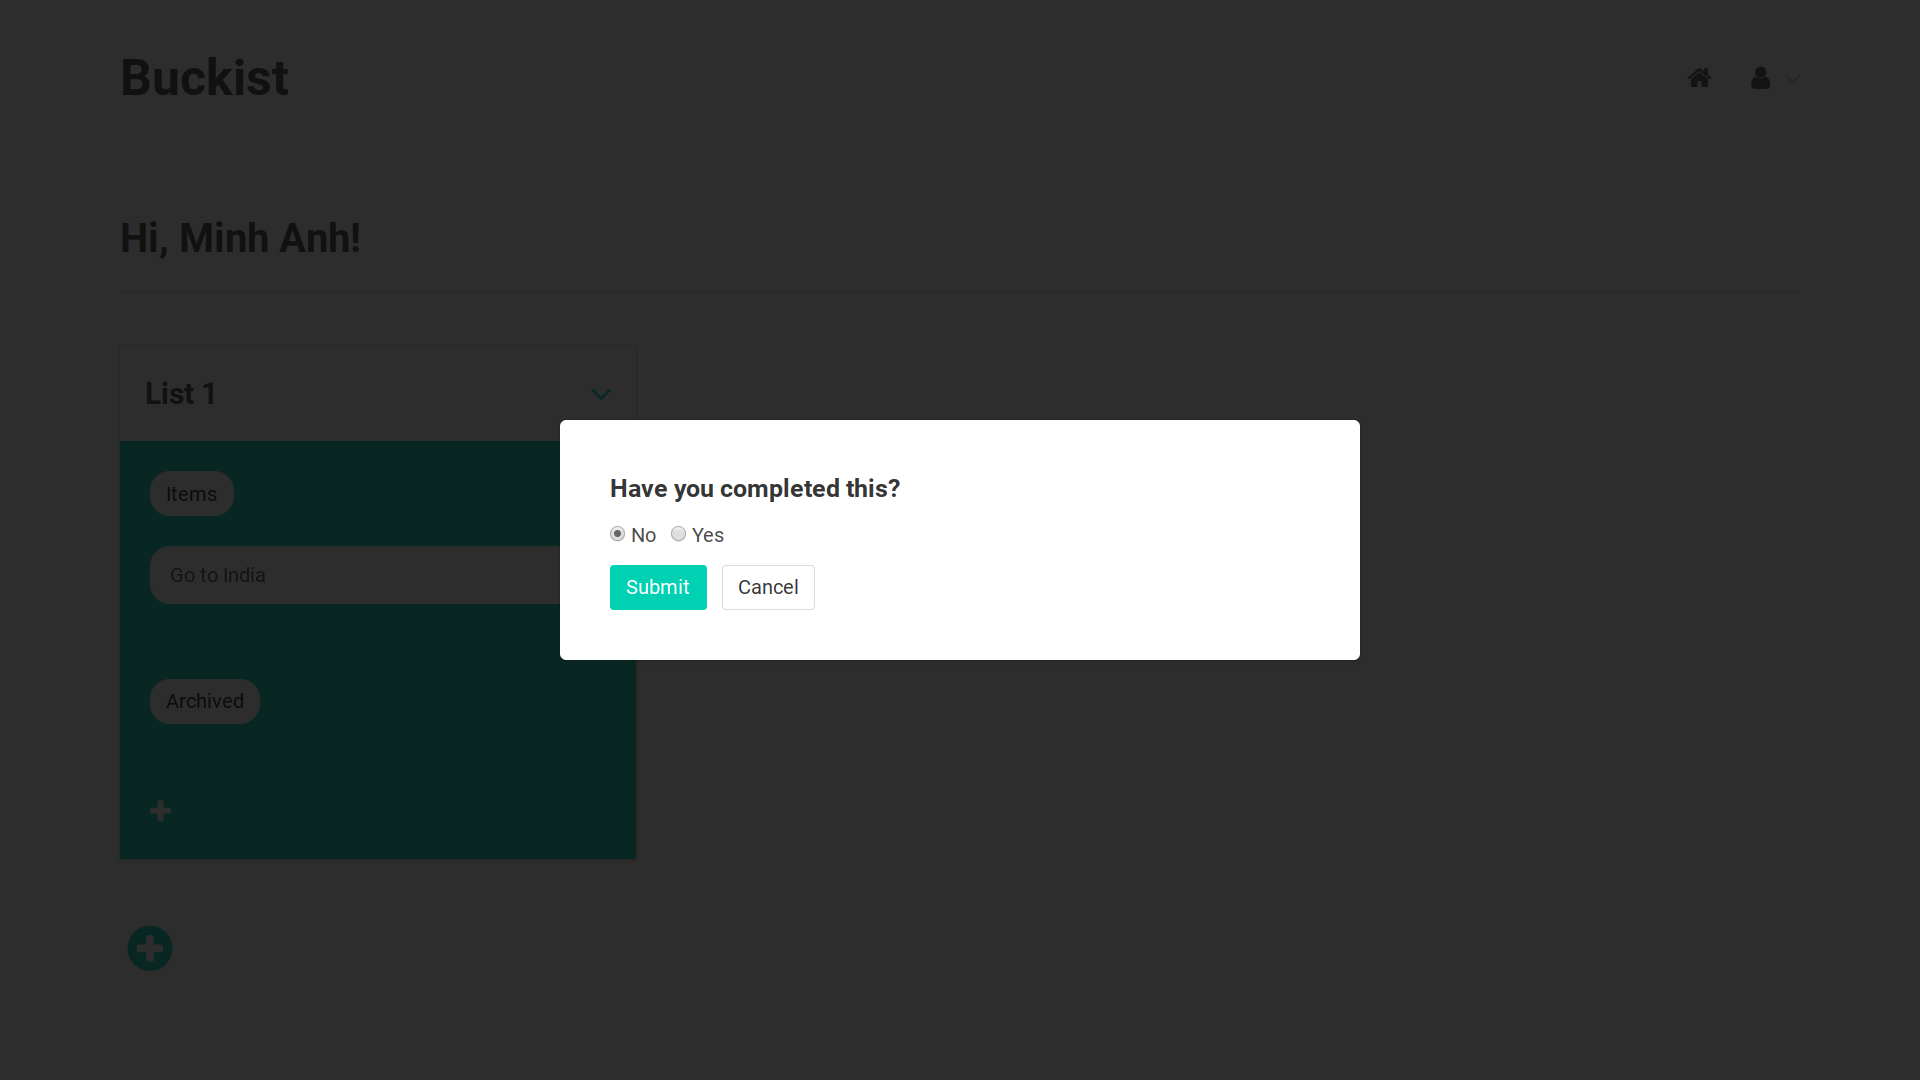 Buckist
Hi, Minh Anh!
List 1
Items
Go to India
Archived
Have you completed this?
No Yes
Submit Cancel